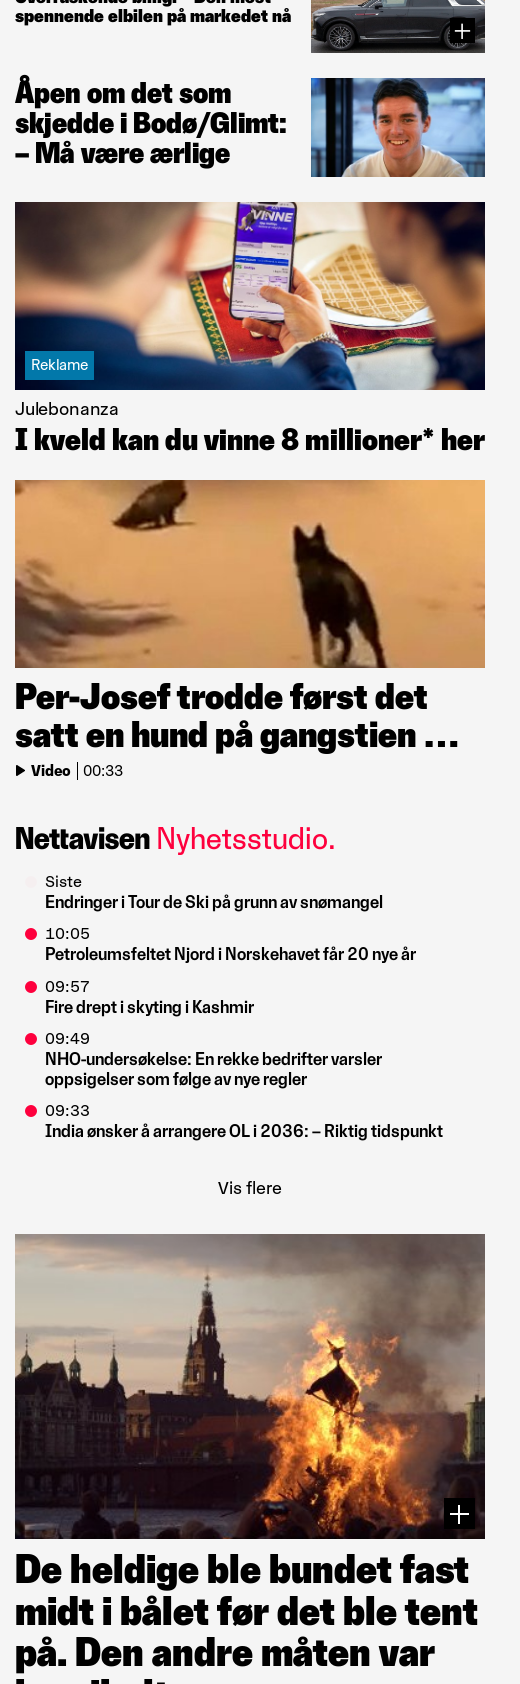 spennende elbilen på markedet nå
Åpen om det som
skjedde i Bodø/Glimt:
– Må være ærlige
VINNE
Reklame
Julebonanza
I kveld kan du vinne 8 millioner* her
Per-Josef trodde først det
satt en hund på gangstien …
Video | 00:33
Nettavisen Nyhetsstudio.
Siste
Endringer i Tour de Ski på grunn av snømangel
10:05
Petroleumsfeltet Njord i Norskehavet får 20 nye år
09:57
Fire drept i skyting i Kashmir
09:49
NHO-undersøkelse: En rekke bedrifter varsler
oppsigelser som følge av nye regler
09:33
India ønsker å arrangere OL i 2036: – Riktig tidspunkt
Vis flere
De heldige ble bundet fast
midt i bålet før det ble tent
på. Den andre måten var